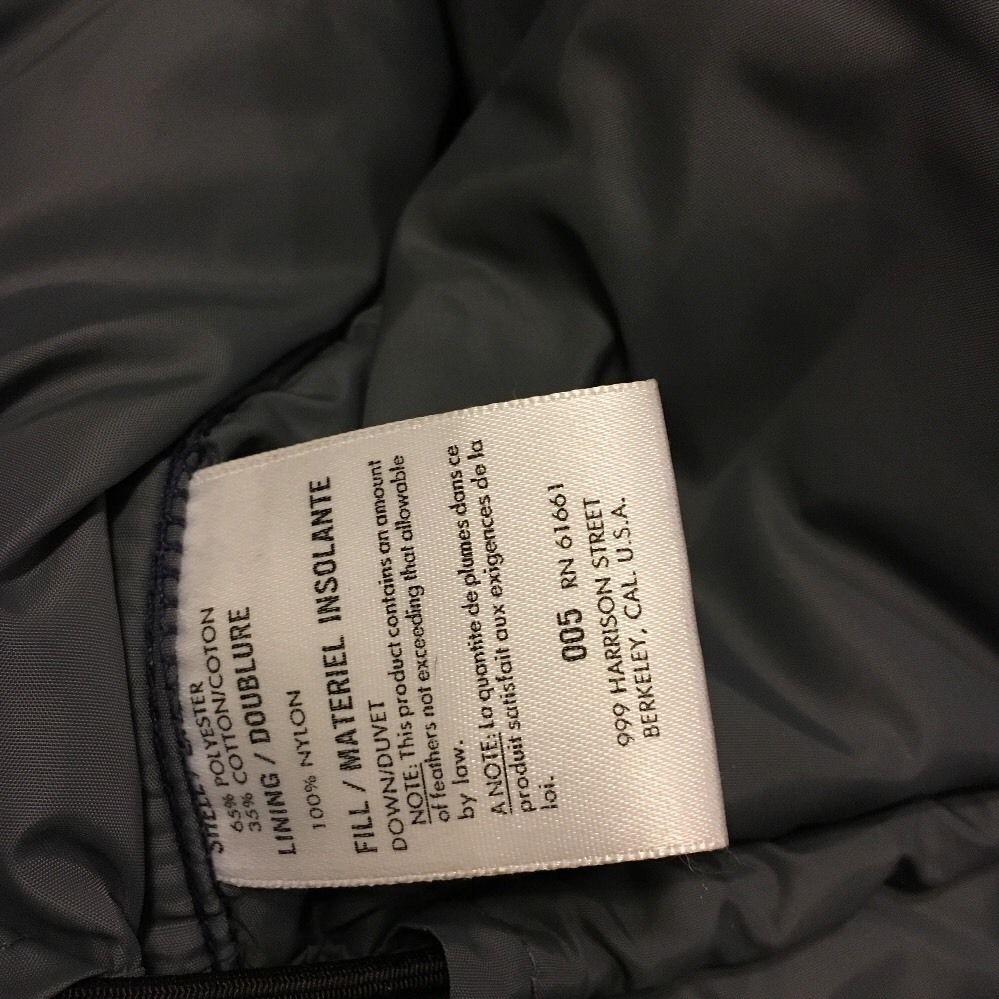 SHELL /
65% POLYESTER
35% COTTON/COTON
LINING / DOUBLURE
100% NYLON
FILL / MATERIEL INSOLANTE
DOWN/DUVET
NOTE: This product contains an amount
of feathers not exceeding that allowable
by law.
A NOTE: La quantite de plumes dans ce
produit satisfait aux exigences de la
loi.
005 RN 61661
999 HARRISON STREET
BERKELEY, CAL. U.S.A.